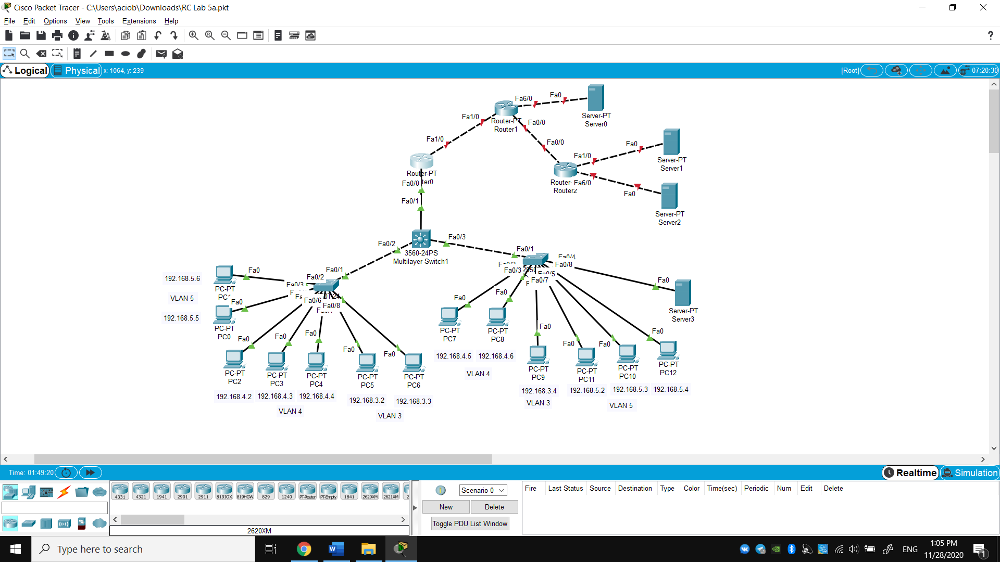 Cisco Packet Tracer - C:\Users\aciob\Downloads\RC Lab 5a.pkt
File Edit Options View Tools Extensions Help
Logical Physical x: 1064, y: 239
[Root] 07:20:30
Fa6/0 Fa0
Server-PT
Server0
Fa1/0
Router-PT
Router1
Fa0/0
Fa1/0
Fa0/0
Fa0
Fa1/0
Server-PT
Server1
Router-PT
ter0
Fa0/0
Router- Fa6/0
Router2
Fa0
Server-PT
Server2
Fa0/1
Fa0/2
Fa0/3
3560-24PS
Multilayer Switch1
Fa0/1
Fa0/4
Fa0/8
Fa0/3 2950
Fa0/5
Fa0/7
Fa0
Server-PT
Server3
192.168.5.6
Fa0
PC-PT
VLAN 5
192.168.5.5
Fa0
PC-PT
PC0
Fa0/1
Fa0/2
Fa0/3
Fa0/6
Fa0/8
Fa0
PC-PT
PC2
Fa0
PC-PT
PC3
Fa0
PC-PT
PC4
Fa0
PC-PT
PC5
Fa0
PC-PT
PC6
192.168.4.2 192.168.4.3 192.168.4.4
VLAN 4
192.168.3.2 192.168.3.3
VLAN 3
Fa0
PC-PT
PC7
Fa0
PC-PT
PC8
192.168.4.5 192.168.4.6
VLAN 4
Fa0
PC-PT
PC9
Fa0
PC-PT
PC11
Fa0
PC-PT
PC10
Fa0
PC-PT
PC12
192.168.3.4
VLAN 3
192.168.5.2 192.168.5.3 192.168.5.4
VLAN 5
Time: 01:49:20
Realtime Simulation
4331 4321 1941 2901 2911 819IOX 819HGW 829 1240 PT-Router PT-Empty 1841 2620XM 2621XM 2
2620XM
Scenario 0
New Delete
Toggle PDU List Window
Fire Last Status Source Destination Type Color Time(sec) Periodic Num Edit Delete
Type here to search
ENG
1:05 PM
11/28/2020
1